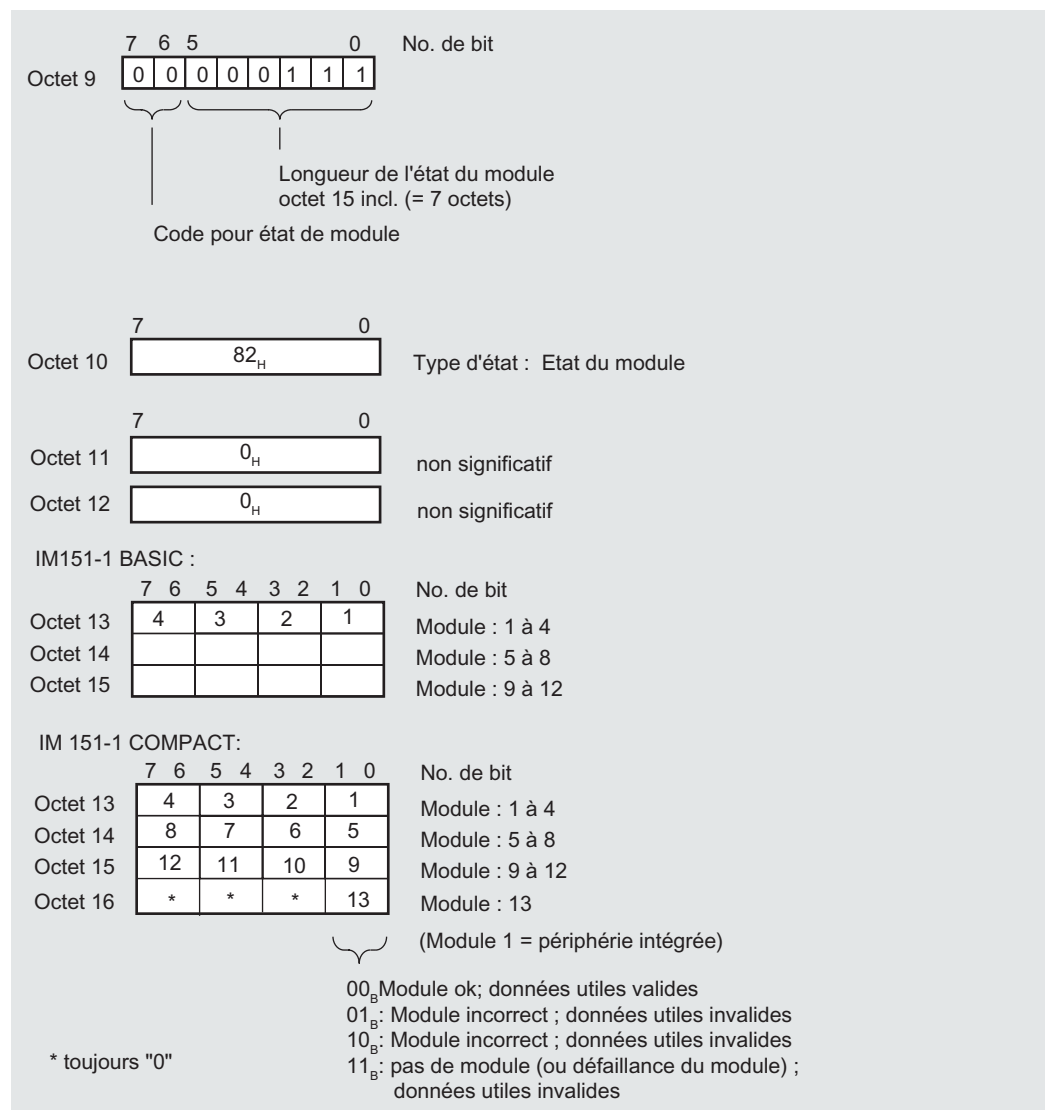 7 6 5 0 No. de bit
Octet 9 0 0 0 0 0 1 1 1
Longueur de l'état du module
octet 15 incl. (= 7 octets)
Code pour état de module
7 0
Octet 10 82H Type d'état : Etat du module
7 0
Octet 11 0H non significatif
Octet 12 0H non significatif
IM151-1 BASIC :
7 6 5 4 3 2 1 0 No. de bit
Octet 13 4 3 2 1 Module : 1 à 4
Octet 14 Module : 5 à 8
Octet 15 Module : 9 à 12
IM 151-1 COMPACT:
7 6 5 4 3 2 1 0 No. de bit
Octet 13 4 3 2 1 Module : 1 à 4
Octet 14 8 7 6 5 Module : 5 à 8
Octet 15 12 11 10 9 Module : 9 à 12
Octet 16 * * * 13 Module : 13
(Module 1 = périphérie intégrée)
00B Module ok; données utiles valides
01B: Module incorrect ; données utiles invalides
10B: Module incorrect ; données utiles invalides
* toujours "0" 11B: pas de module (ou défaillance du module) ;
données utiles invalides